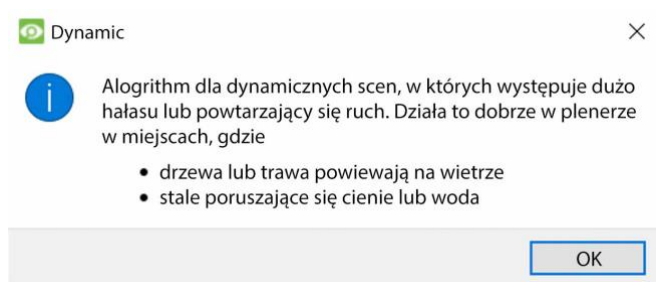 Dynamic
Alogrithm dla dynamicznych scen, w których występuje dużo
hałasu lub powtarzający się ruch. Działa to dobrze w plenerze
w miejscach, gdzie
• drzewa lub trawa powiewają na wietrze
• stale poruszające się cienie lub woda
OK